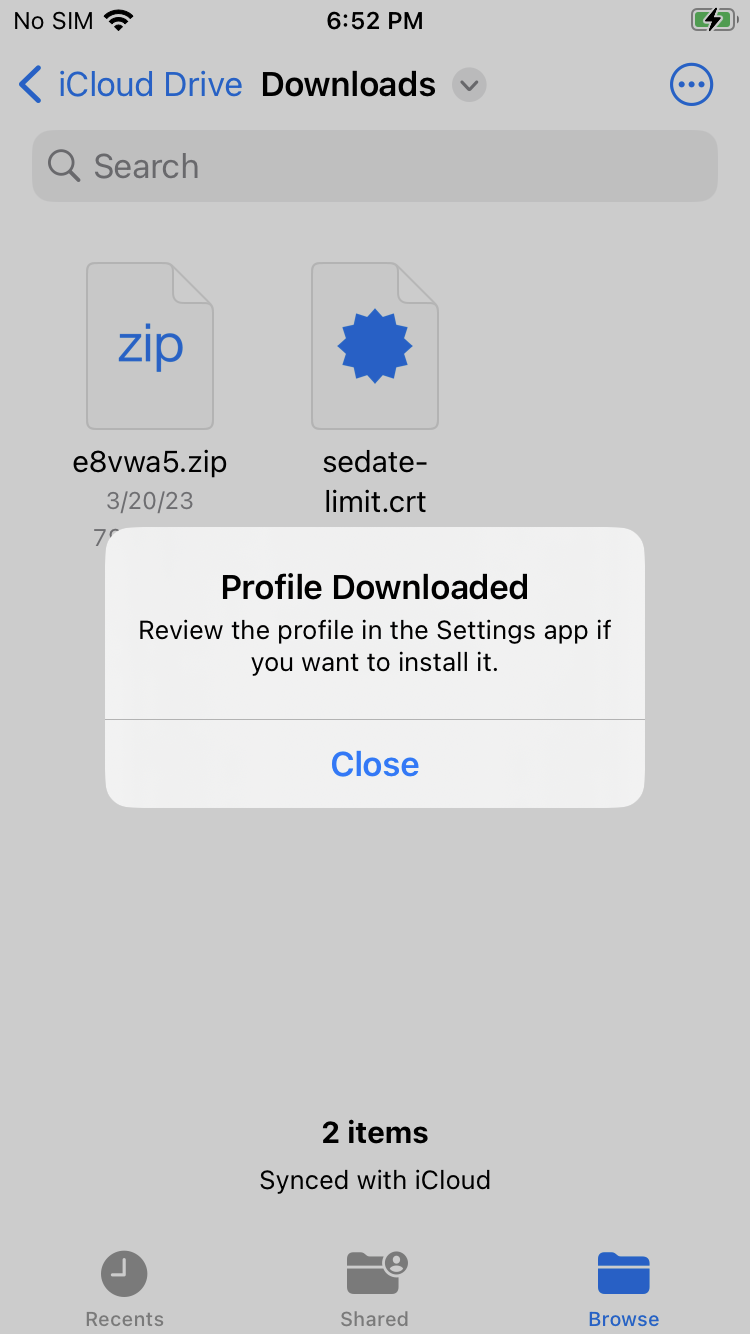 No SIM 6:52 PM
iCloud Drive Downloads
Search
zip
e8vwa5.zip
3/20/23
sedate-
limit.crt
Profile Downloaded
Review the profile in the Settings app if
you want to install it.
Close
2 items
Synced with iCloud
Recents Shared Browse